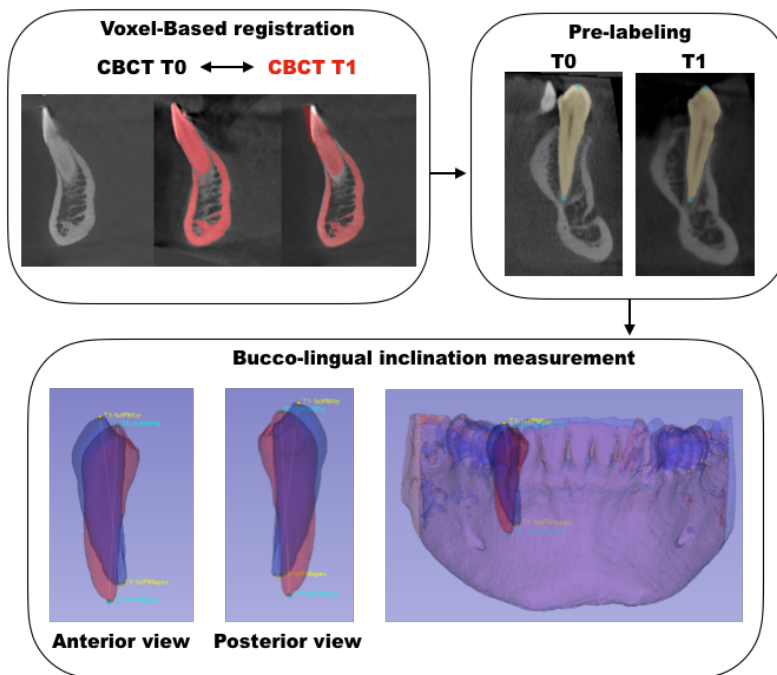 Voxel-Based registration
CBCT T0
CBCT T1
Pre-labeling
T0
T1
Bucco-lingual inclination measurement
Anterior view
Posterior view